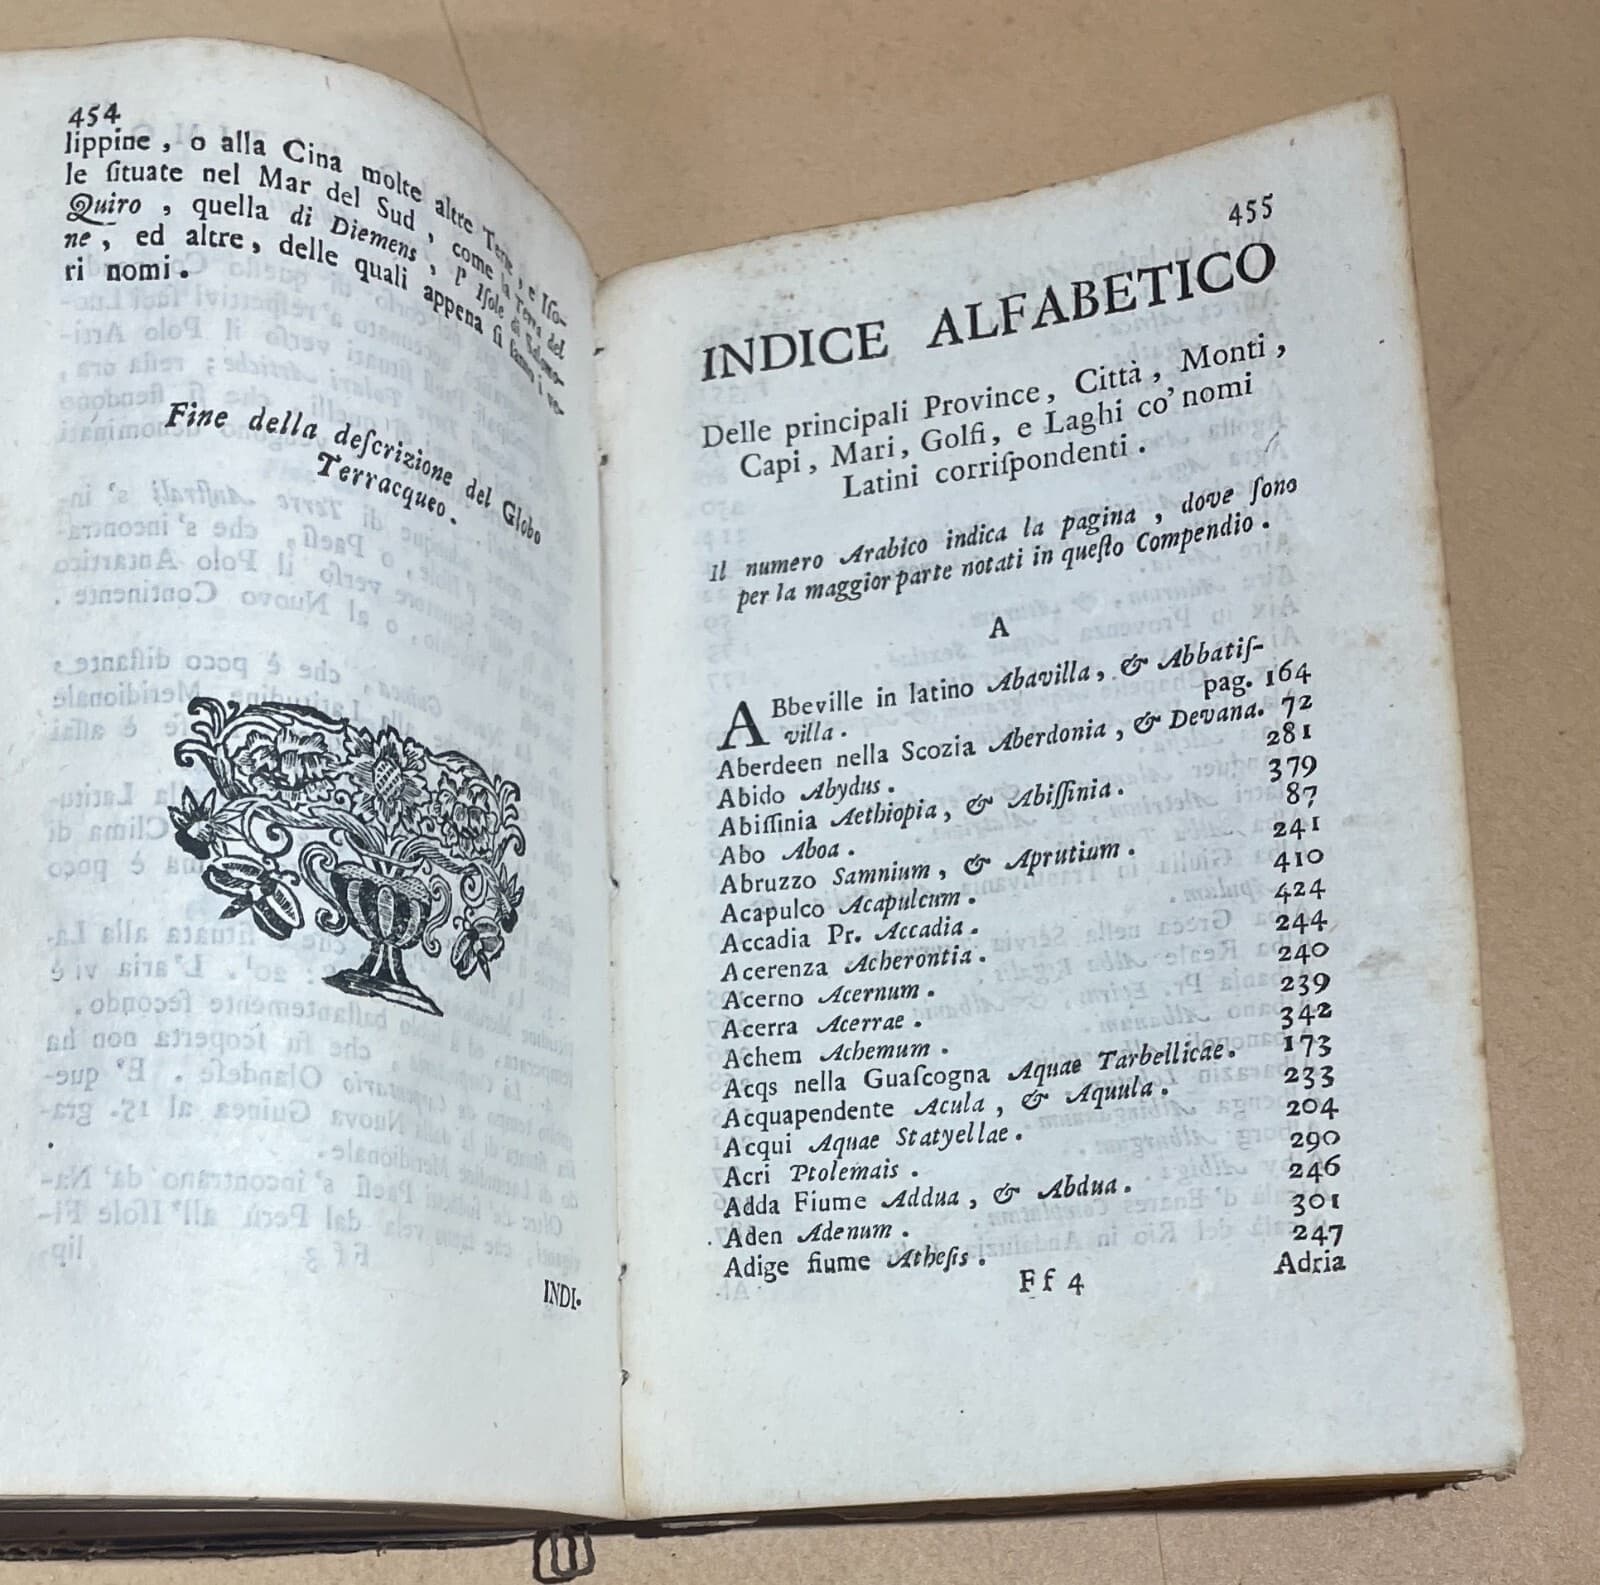 454
lippine , o alla Cina molte altre Terre , e Iſo-
le ſituate nel Mar del Sud , come la Terra del
Quiro , quella di Diemens , l' Iſole di Salomo-
ne , ed altre , delle quali appena ſi ſanno i ve-
ri nomi .
Fine della deſcrizione del Globo
Terracqueo .
INDI-
455
INDICE ALFABETICO
Delle principali Province , Città , Monti ,
Capi , Mari , Golfi , e Laghi co' nomi
Latini corriſpondenti .
Il numero Arabico indica la pagina , dove ſono
per la maggior parte notati in queſto Compendio .
A
ABbeville in latino Abavilla , & Abbatiſ-
villa . pag. 164
Aberdeen nella Scozia Aberdonia , & Devana . 72
Abido Abydus . 281
Abiſſinia Aethiopia , & Abiſſinia . 379
Abo Aboa . 87
Abruzzo Samnium , & Aprutium . 241
Acapulco Acapulcum . 410
Accadia Pr. Accadia . 424
Acerenza Acherontia . 244
Acerno Acernum . 240
Acerra Acerrae . 239
Achem Achemum . 342
Acqs nella Guaſcogna Aquae Tarbellicae . 173
Acquapendente Acula , & Aquula . 233
Acqui Aquae Statyellae . 204
Acri Ptolemais . 290
Adda Fiume Addua , & Abdua . 246
Aden Adenum . 301
Adige fiume Atheſis . 247
Ff 4 Adria